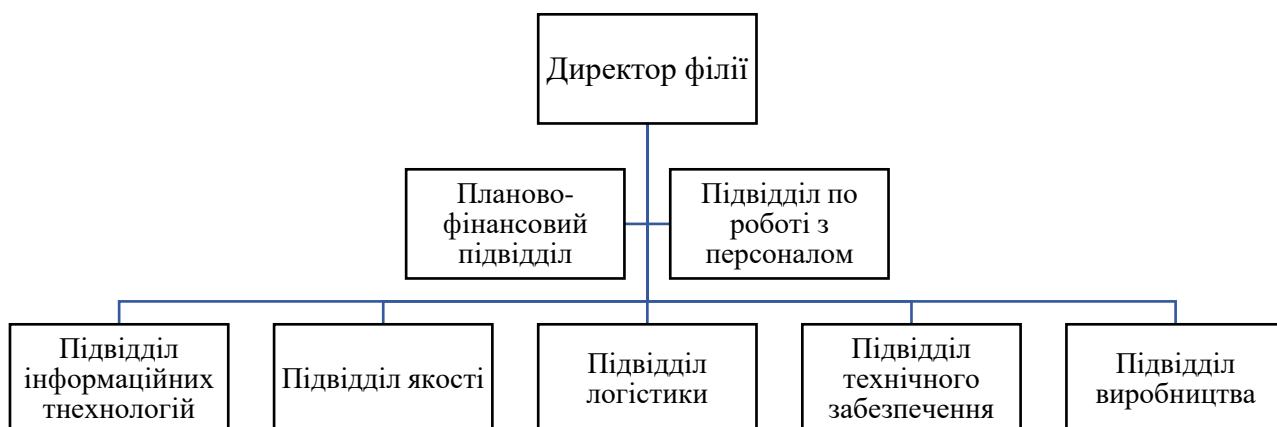 Директор філії
Планово-
фінансовий
підвідділ
Підвідділ по
роботі з
персоналом
Підвідділ
інформаційних
тнехнологій
Підвідділ якості
Підвідділ
логістики
Підвідділ
технічного
забезпечення
Підвідділ
виробництва